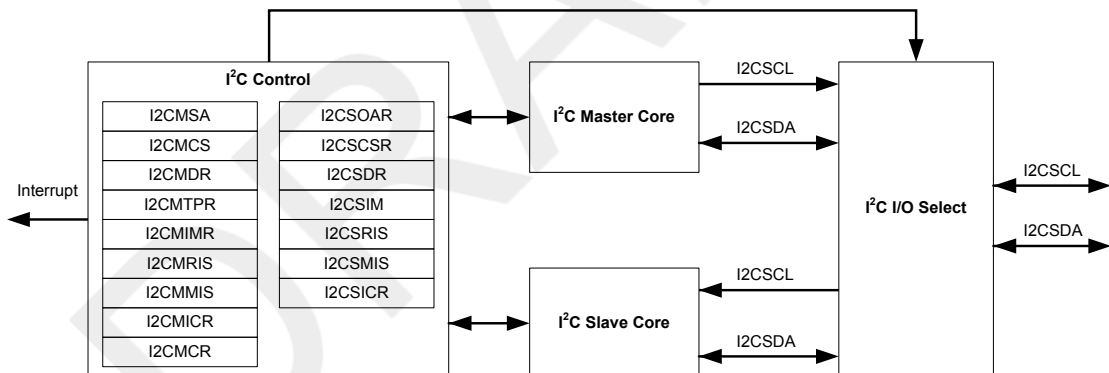 I²C Control
I2CMSA
I2CMCS
I2CMDR
I2CMTPR
I2CMIMR
I2CMRIS
I2CMMIS
I2CMICR
I2CMCR
I2CSOAR
I2CSCSR
I2CSDR
I2CSIM
I2CSRIS
I2CSMIS
I2CSICR
Interrupt
I²C Master Core
I2CSCL
I2CSDA
I²C Slave Core
I2CSCL
I2CSDA
I²C I/O Select
I2CSCL
I2CSDA
DRA